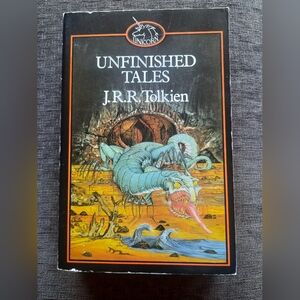 UNICORN
UNFINISHED
TALES
J.R.R.Tolkien